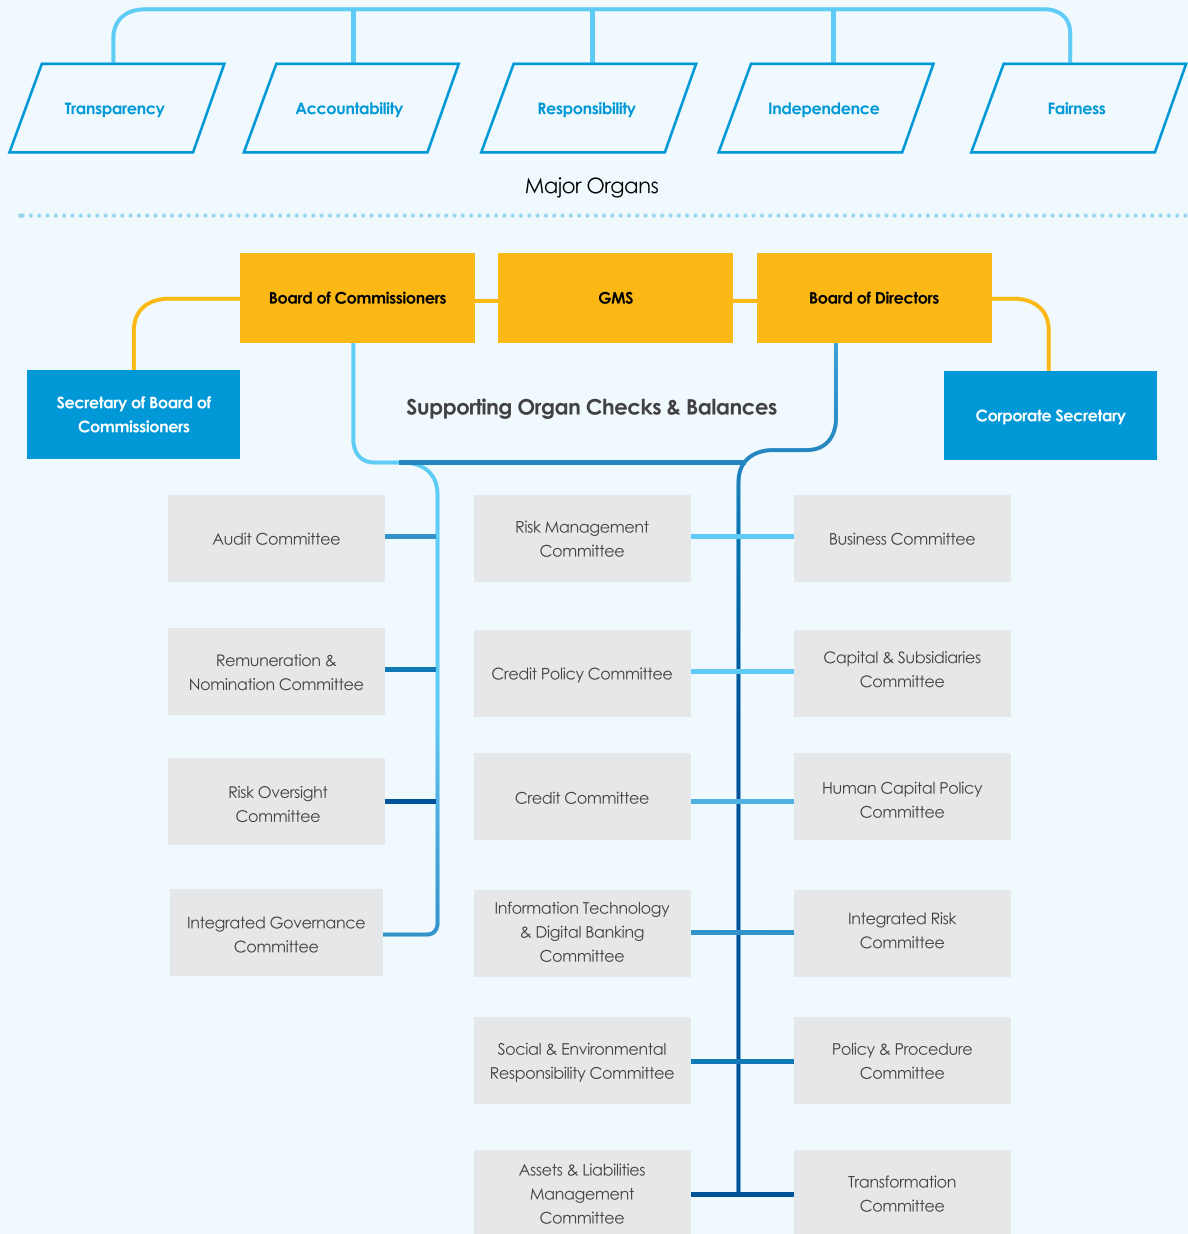 Transparency
Accountability
Responsibility
Independence
Fairness
Major Organs
Board of Commissioners
GMS
Board of Directors
Secretary of Board of
Commissioners
Supporting Organ Checks & Balances
Corporate Secretary
Audit Committee
Risk Management
Committee
Business Committee
Remuneration &
Nomination Committee
Credit Policy Committee
Capital & Subsidiaries
Committee
Risk Oversight
Committee
Credit Committee
Human Capital Policy
Committee
Integrated Governance
Committee
Information Technology
& Digital Banking
Committee
Integrated Risk
Committee
Social & Environmental
Responsibility Committee
Policy & Procedure
Committee
Assets & Liabilities
Management
Committee
Transformation
Committee